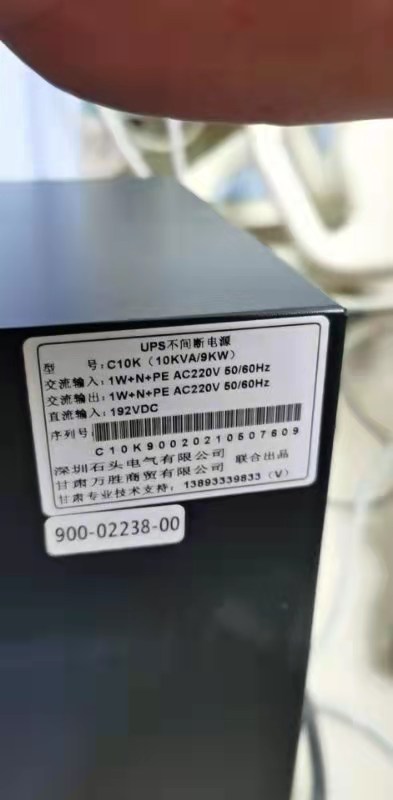 UPS不间断电源
型 号:C10K（10KVA/9KW）
交流输入:1W+N+PE AC220V 50/60Hz
交流输出:1W+N+PE AC220V 50/60Hz
直流输入:192VDC
序列号:
C10K90020210507609
深圳石头电气有限公司 联合出品
甘肃万胜商贸有限公司
甘肃专业技术支持:13893339833（V）
900-02238-00